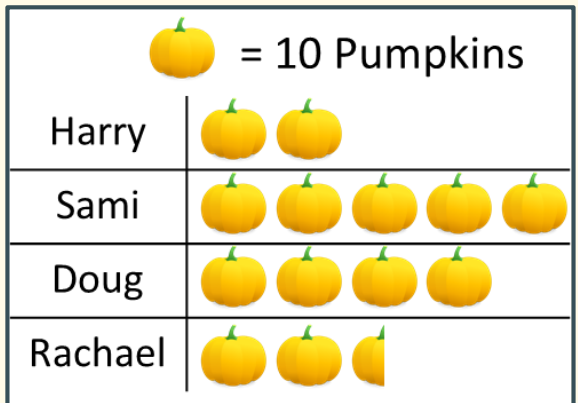 = 10 Pumpkins
Harry
Sami
Doug
Rachael